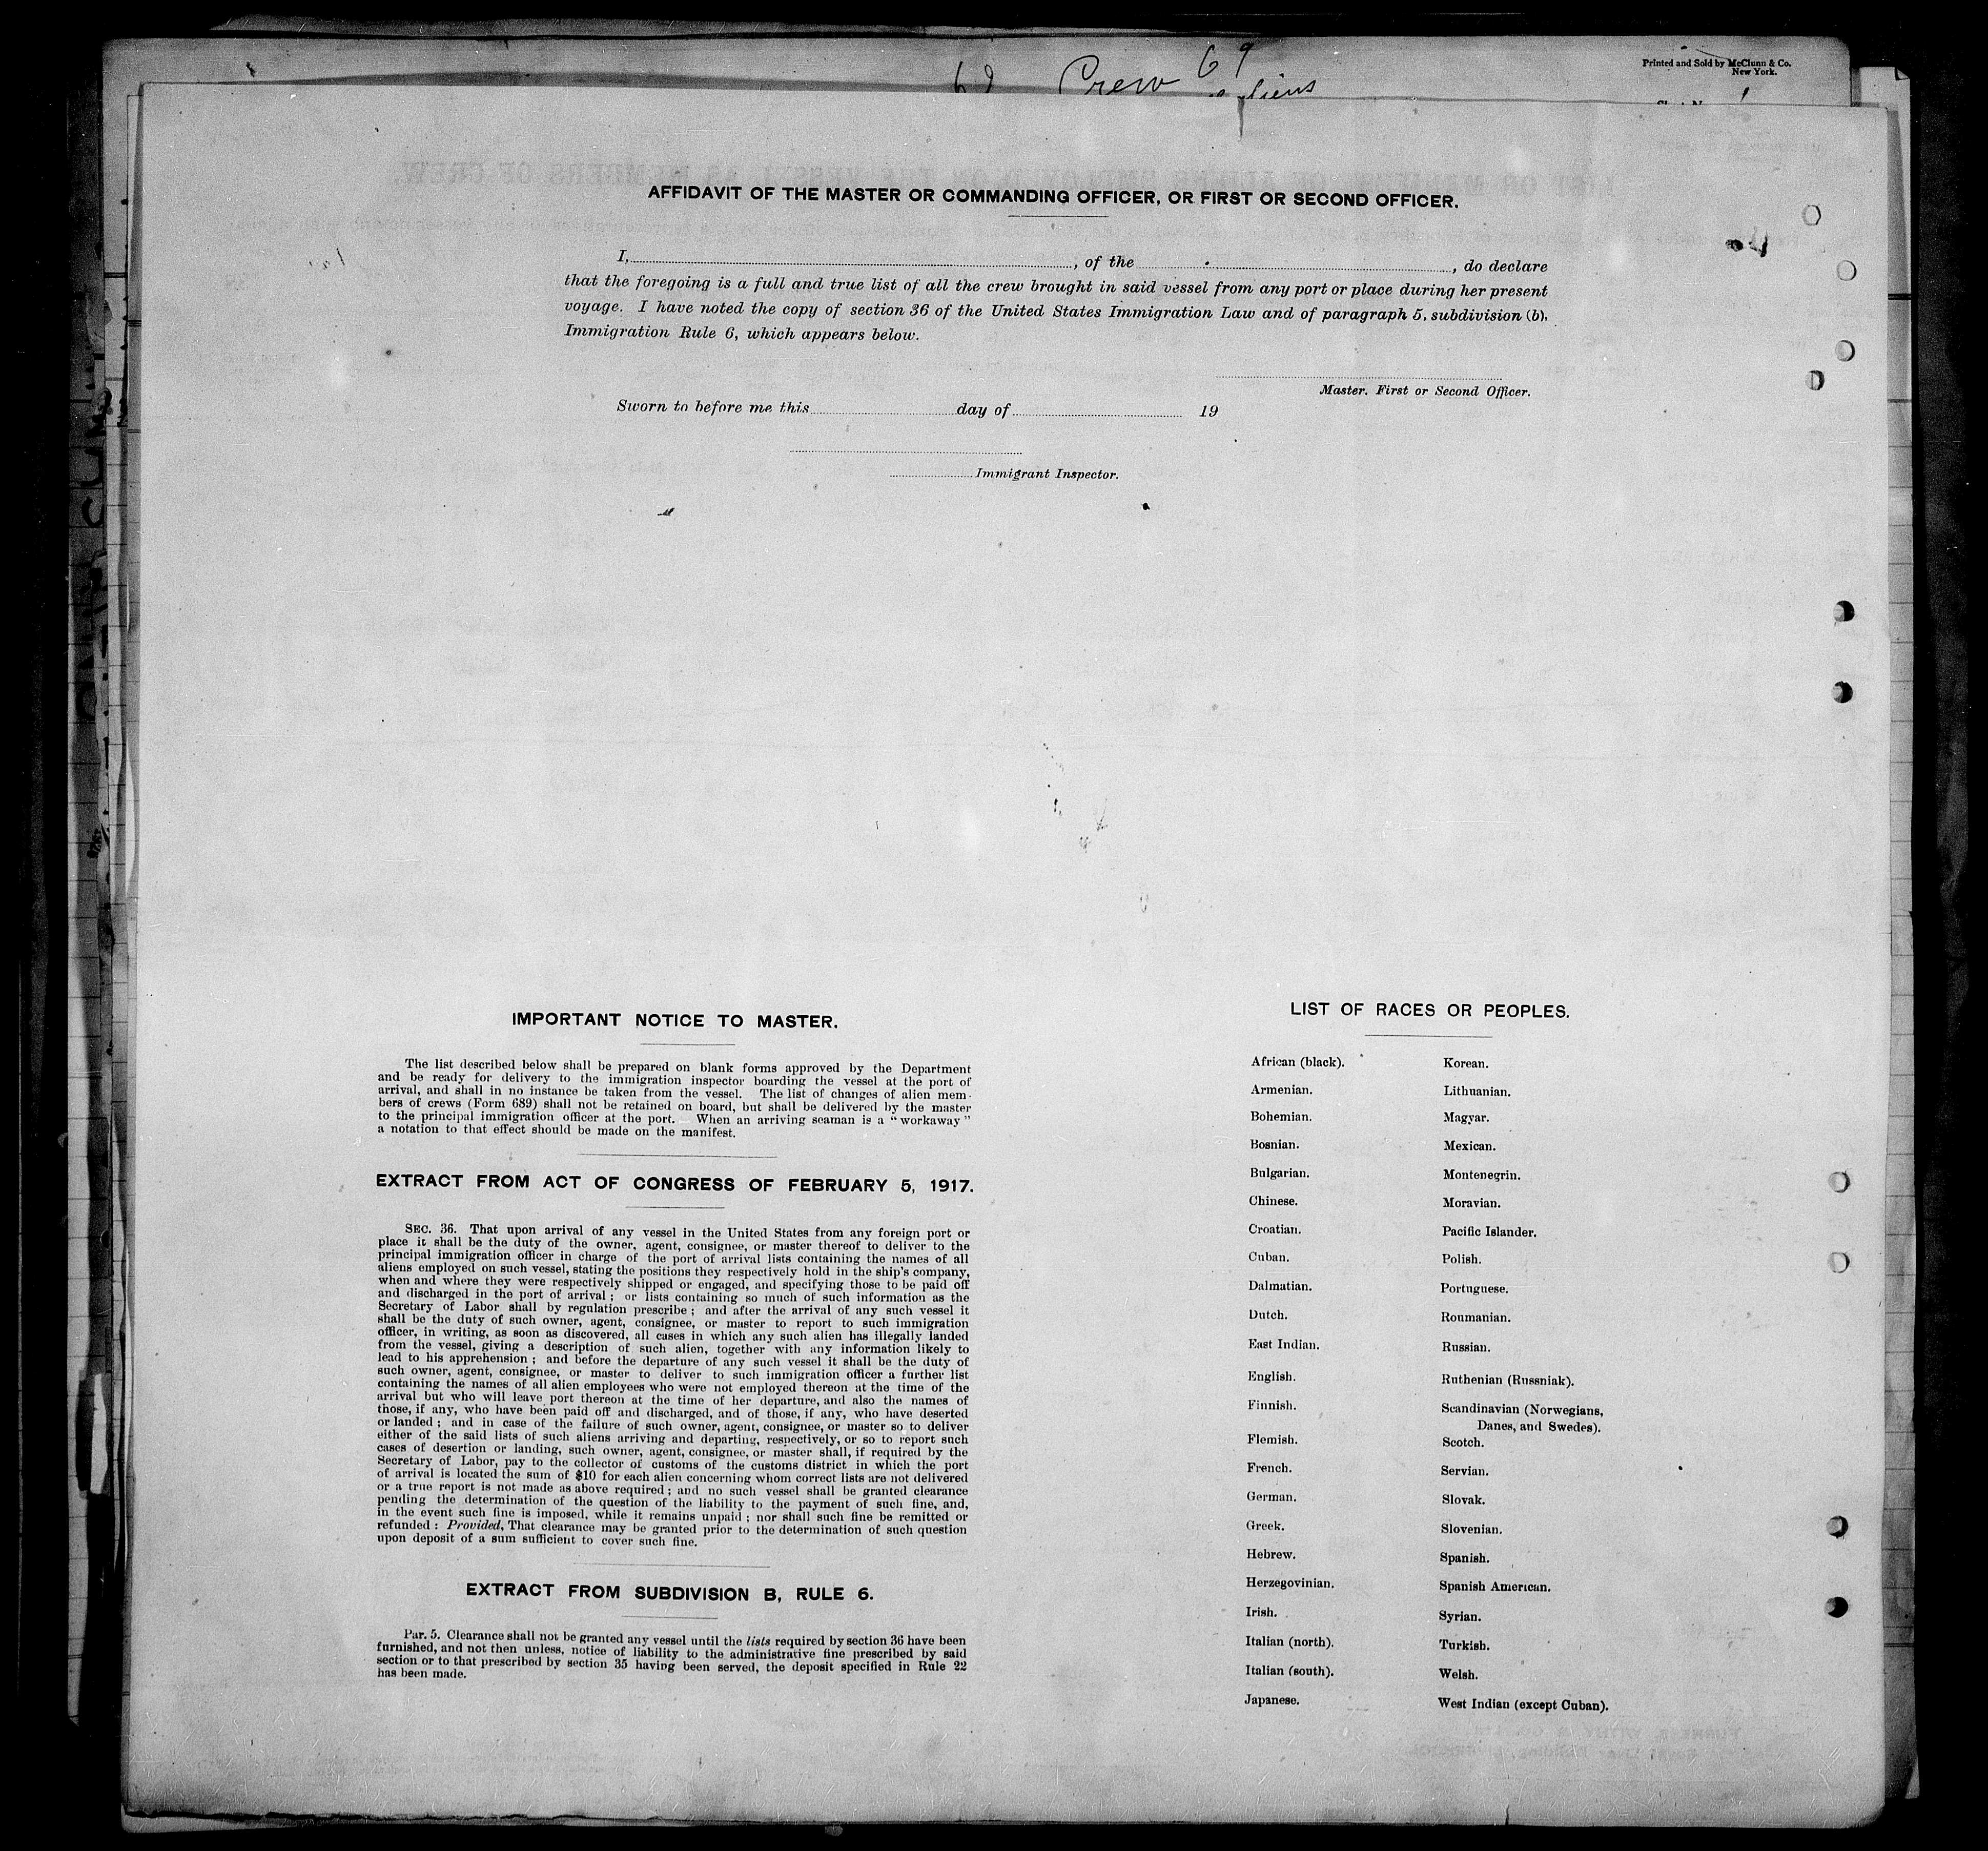 69
Crew 69
aliens
Printed and Sold by McClunn & Co.
New York.
AFFIDAVIT OF THE MASTER OR COMMANDING OFFICER, OR FIRST OR SECOND OFFICER.
I, , of the , do declare
that the foregoing is a full and true list of all the crew brought in said vessel from any port or place during her present
voyage. I have noted the copy of section 36 of the United States Immigration Law and of paragraph 5, subdivision (b),
Immigration Rule 6, which appears below.
Master, First or Second Officer.
Sworn to before me this day of 19
Immigrant Inspector.
IMPORTANT NOTICE TO MASTER.
The list described below shall be prepared on blank forms approved by the Department
and be ready for delivery to the immigration inspector boarding the vessel at the port of
arrival, and shall in no instance be taken from the vessel. The list of changes of alien mem-
bers of crews (Form 689) shall not be retained on board, but shall be delivered by the master
to the principal immigration officer at the port. When an arriving seaman is a “workaway”
a notation to that effect should be made on the manifest.
EXTRACT FROM ACT OF CONGRESS OF FEBRUARY 5, 1917.
SEC. 36. That upon arrival of any vessel in the United States from any foreign port or
place it shall be the duty of the owner, agent, consignee, or master thereof to deliver to the
principal immigration officer in charge of the port of arrival lists containing the names of all
aliens employed on such vessel, stating the positions they respectively hold in the ship's company,
when and where they were respectively shipped or engaged, and specifying those to be paid off
and discharged in the port of arrival; or lists containing so much of such information as the
Secretary of Labor shall by regulation prescribe; and after the arrival of any such vessel it
shall be the duty of such owner, agent, consignee, or master to report to such immigration
officer, in writing, as soon as discovered, all cases in which any such alien has illegally landed
from the vessel, giving a description of such alien, together with any information likely to
lead to his apprehension; and before the departure of any such vessel it shall be the duty of
such owner, agent, consignee, or master to deliver to such immigration officer a further list
containing the names of all alien employees who were not employed thereon at the time of the
arrival but who will leave port thereon at the time of her departure, and also the names of
those, if any, who have been paid off and discharged, and of those, if any, who have deserted
or landed; and in case of the failure of such owner, agent, consignee, or master so to deliver
either of the said lists of such aliens arriving and departing, respectively, or so to report such
cases of desertion or landing, such owner, agent, consignee, or master shall, if required by the
Secretary of Labor, pay to the collector of customs of the customs district in which the port
of arrival is located the sum of $10 for each alien concerning whom correct lists are not delivered
or a true report is not made as above required; and no such vessel shall be granted clearance
pending the determination of the question of the liability to the payment of such fine, and,
in the event such fine is imposed, while it remains unpaid; nor shall such fine be remitted or
refunded: Provided, That clearance may be granted prior to the determination of such question
upon deposit of a sum sufficient to cover such fine.
EXTRACT FROM SUBDIVISION B, RULE 6.
Par. 5. Clearance shall not be granted any vessel until the lists required by section 36 have been
furnished, and not then unless, notice of liability to the administrative fine prescribed by said
section or to that prescribed by section 35 having been served, the deposit specified in Rule 22
has been made.
LIST OF RACES OR PEOPLES.
African (black).
Armenian.
Bohemian.
Bosnian.
Bulgarian.
Chinese.
Croatian.
Cuban.
Dalmatian.
Dutch.
East Indian.
English.
Finnish.
Flemish.
French.
German.
Greek.
Hebrew.
Herzegovinian.
Irish.
Italian (north).
Italian (south).
Japanese.
Korean.
Lithuanian.
Magyar.
Mexican.
Montenegrin.
Moravian.
Pacific Islander.
Polish.
Portuguese.
Roumanian.
Russian.
Ruthenian (Russniak).
Scandinavian (Norwegians,
Danes, and Swedes).
Scotch.
Servian.
Slovak.
Slovenian.
Spanish.
Spanish American.
Syrian.
Turkish.
Welsh.
West Indian (except Cuban).